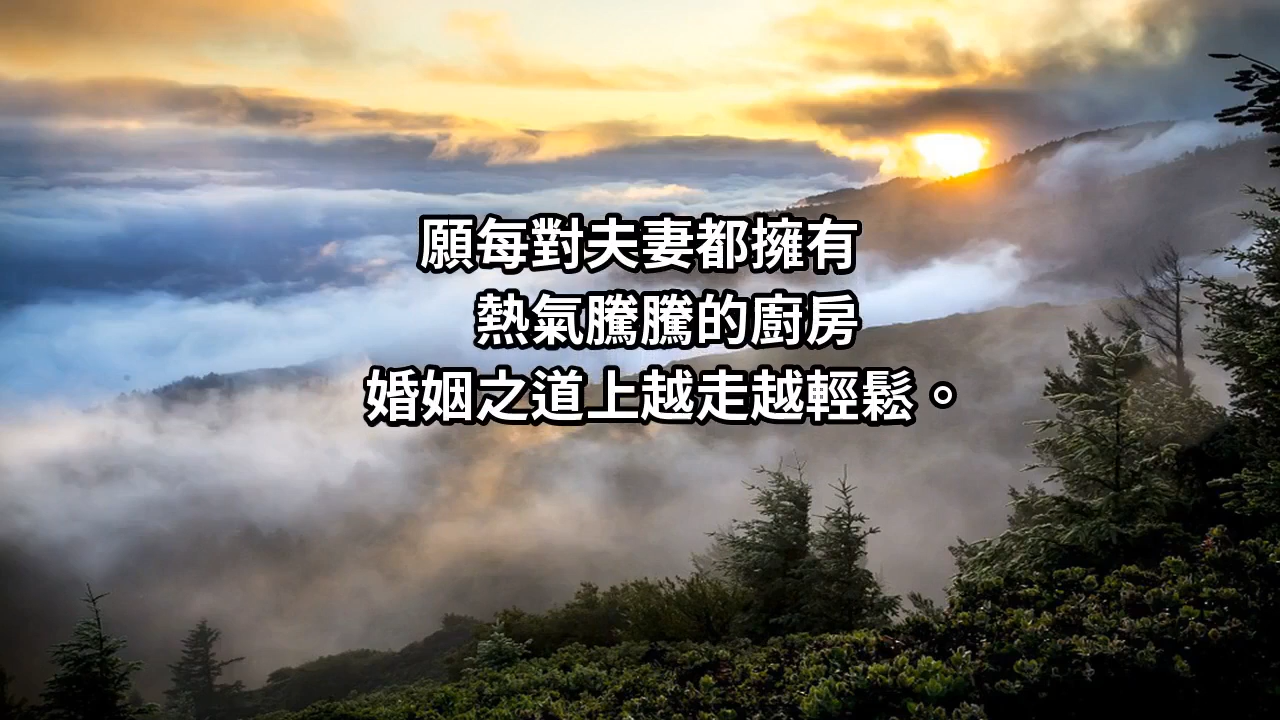 願每對夫妻都擁有
熱氣騰騰的廚房
婚姻之道上越走越輕鬆。